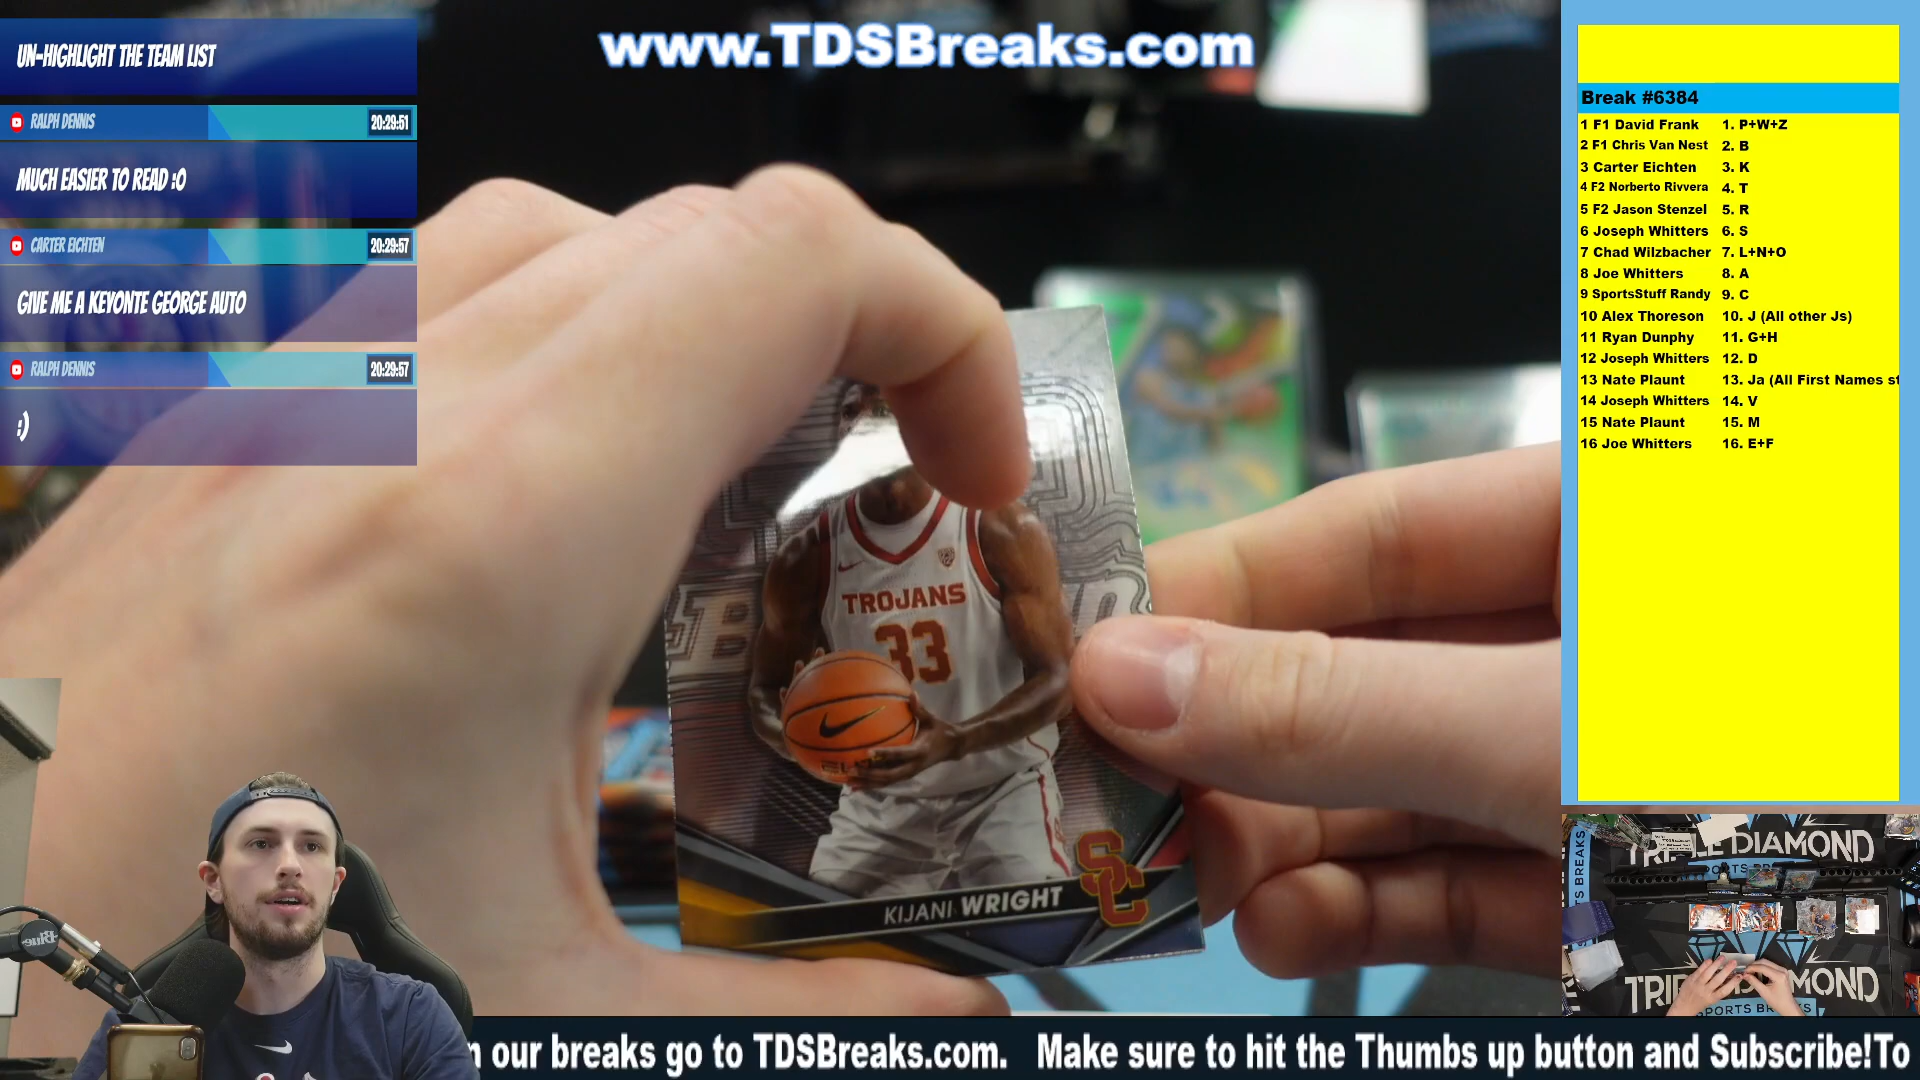 www.TDSBreaks.com
UN-HIGHLIGHT THE TEAM LIST
RALPH DENNIS 20:29:51
MUCH EASIER TO READ :O
CARTER EICHTEN 20:29:57
GIVE ME A KEYONTE GEORGE AUTO
RALPH DENNIS 20:29:57
:)
TROJANS
33
KIJANI WRIGHT
SC
Break #6384
1 F1 David Frank 1. P+W+Z
2 F1 Chris Van Nest 2. B
3 Carter Eichten 3. K
4 F2 Norberto Rivvera 4. T
5 F2 Jason Stenzel 5. R
6 Joseph Whitters 6. S
7 Chad Wilzbacher 7. L+N+O
8 Joe Whitters 8. A
9 SportsStuff Randy 9. C
10 Alex Thoreson 10. J (All other Js)
11 Ryan Dunphy 11. G+H
12 Joseph Whitters 12. D
13 Nate Plaunt 13. Ja (All First Names st
14 Joseph Whitters 14. V
15 Nate Plaunt 15. M
16 Joe Whitters 16. E+F
DIAMOND
S BREAKS
MOND
SPORTS BREAKS
Blue
n our breaks go to TDSBreaks.com. Make sure to hit the Thumbs up button and Subscribe!To